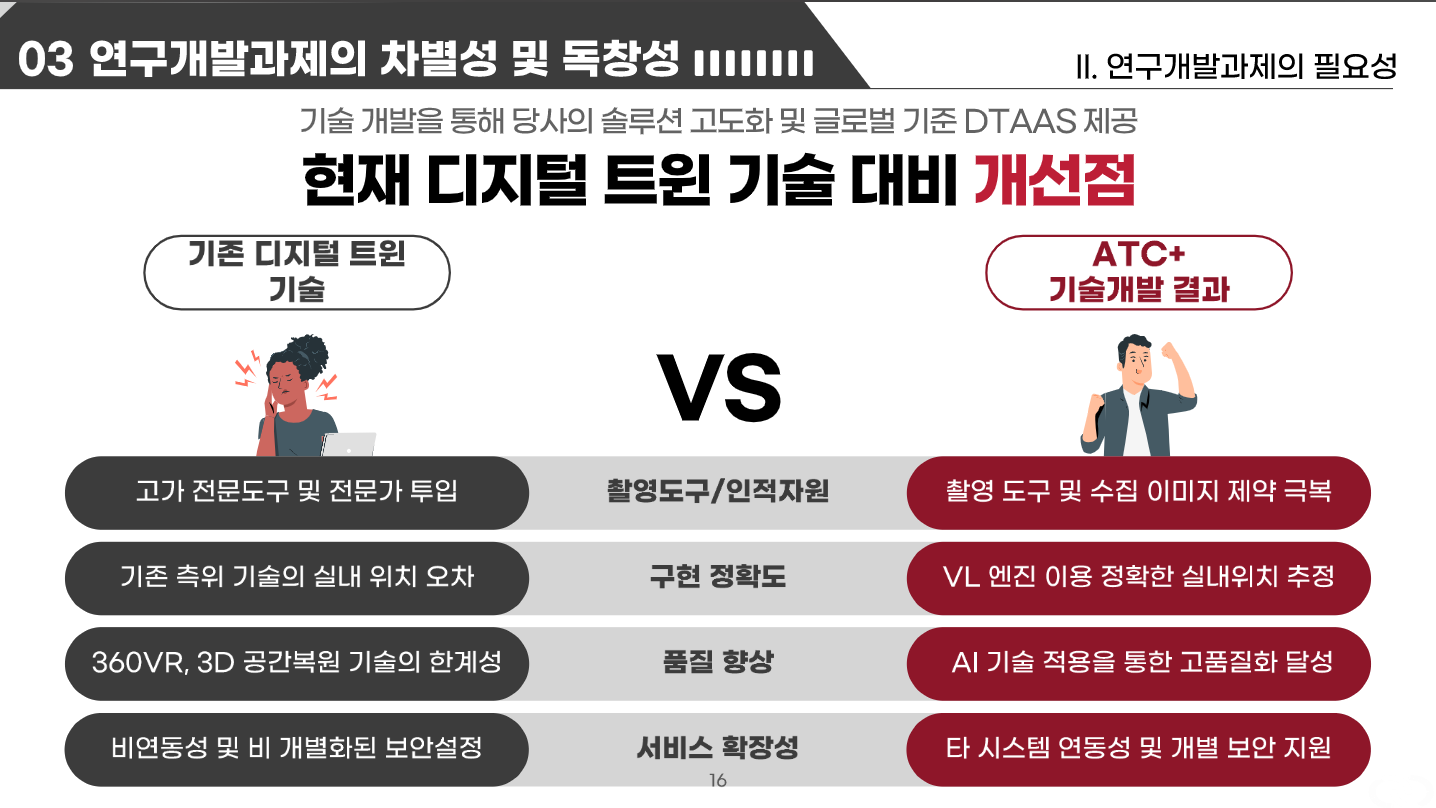 03 연구개발과제의 차별성 및 독창성
II. 연구개발과제의 필요성
기술 개발을 통해 당사의 솔루션 고도화 및 글로벌 기준 DTAAS 제공
현재 디지털 트윈 기술 대비 개선점
기존 디지털 트윈
기술
ATC+
기술개발 결과
VS
고가 전문도구 및 전문가 투입
촬영도구/인적자원
촬영 도구 및 수집 이미지 제약 극복
기존 측위 기술의 실내 위치 오차
구현 정확도
VL 엔진 이용 정확한 실내위치 추정
360VR, 3D 공간복원 기술의 한계성
품질 향상
AI 기술 적용을 통한 고품질화 달성
비연동성 및 비 개별화된 보안설정
서비스 확장성
타 시스템 연동성 및 개별 보안 지원
16